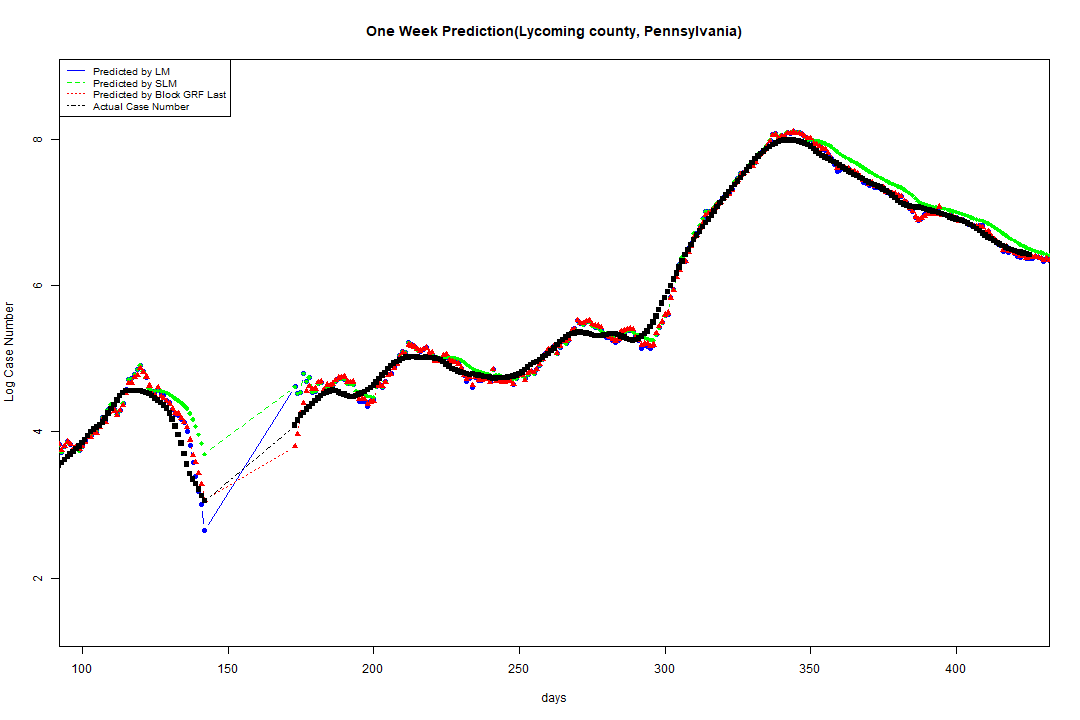 One Week Prediction(Lycoming county, Pennsylvania)
Predicted by LM
Predicted by SLM
Predicted by Block GRF Last
Actual Case Number
8
6
4
2
Log Case Number
100 150 200 250 300 350 400
days